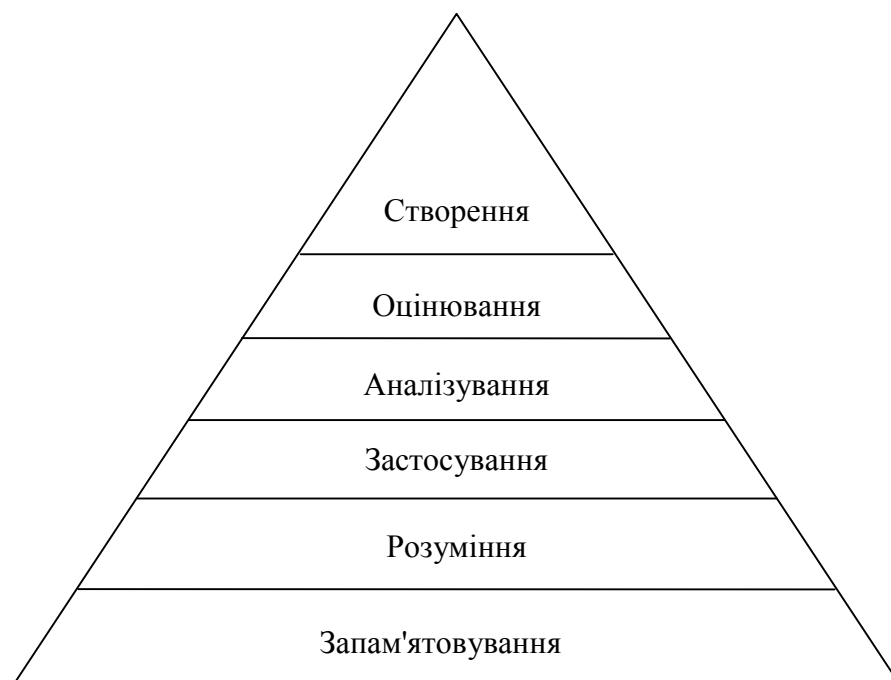 Створення
Оцінювання
Аналізування
Застосування
Розуміння
Запам'ятовування